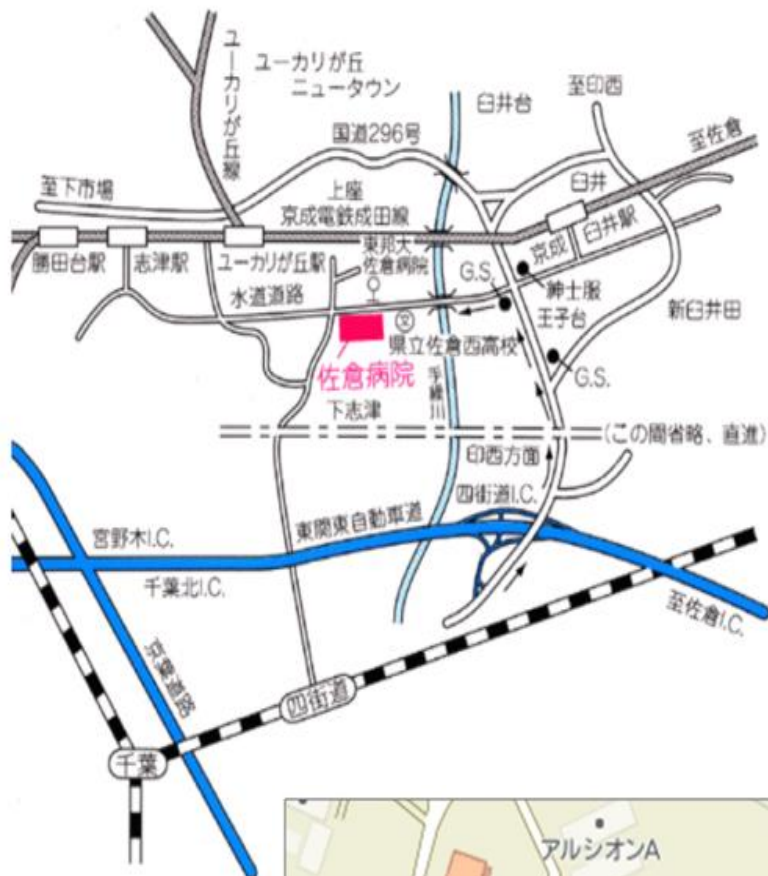 ユーカリが丘線
ユーカリが丘
ニュータウン
臼井台
至印西
国道296号
至佐倉
至下市場
上座
臼井
京成電鉄成田線
東邦大
佐倉病院
京成
臼井駅
勝田台駅
志津駅
ユーカリが丘駅
G.S.
紳士服
水道道路
王子台
新臼井田
文
県立佐倉西高校
佐倉病院
手繰川
G.S.
下志津
(この間省略、直進)
印西方面
四街道I.C.
東関東自動車道
宮野木I.C.
千葉北I.C.
至佐倉I.C.
京葉道路
四街道
千葉
アルシオンA